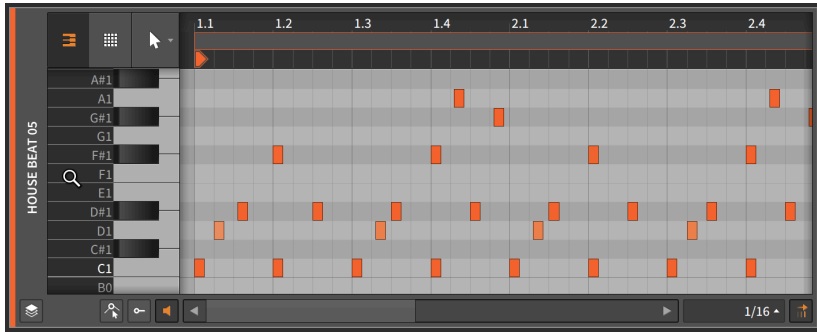 1.1 1.2 1.3 1.4 2.1 2.2 2.3 2.4
HOUSE BEAT 05
A#1
A1
G#1
G1
F#1
F1
E1
D#1
D1
C#1
C1
B0
1/16